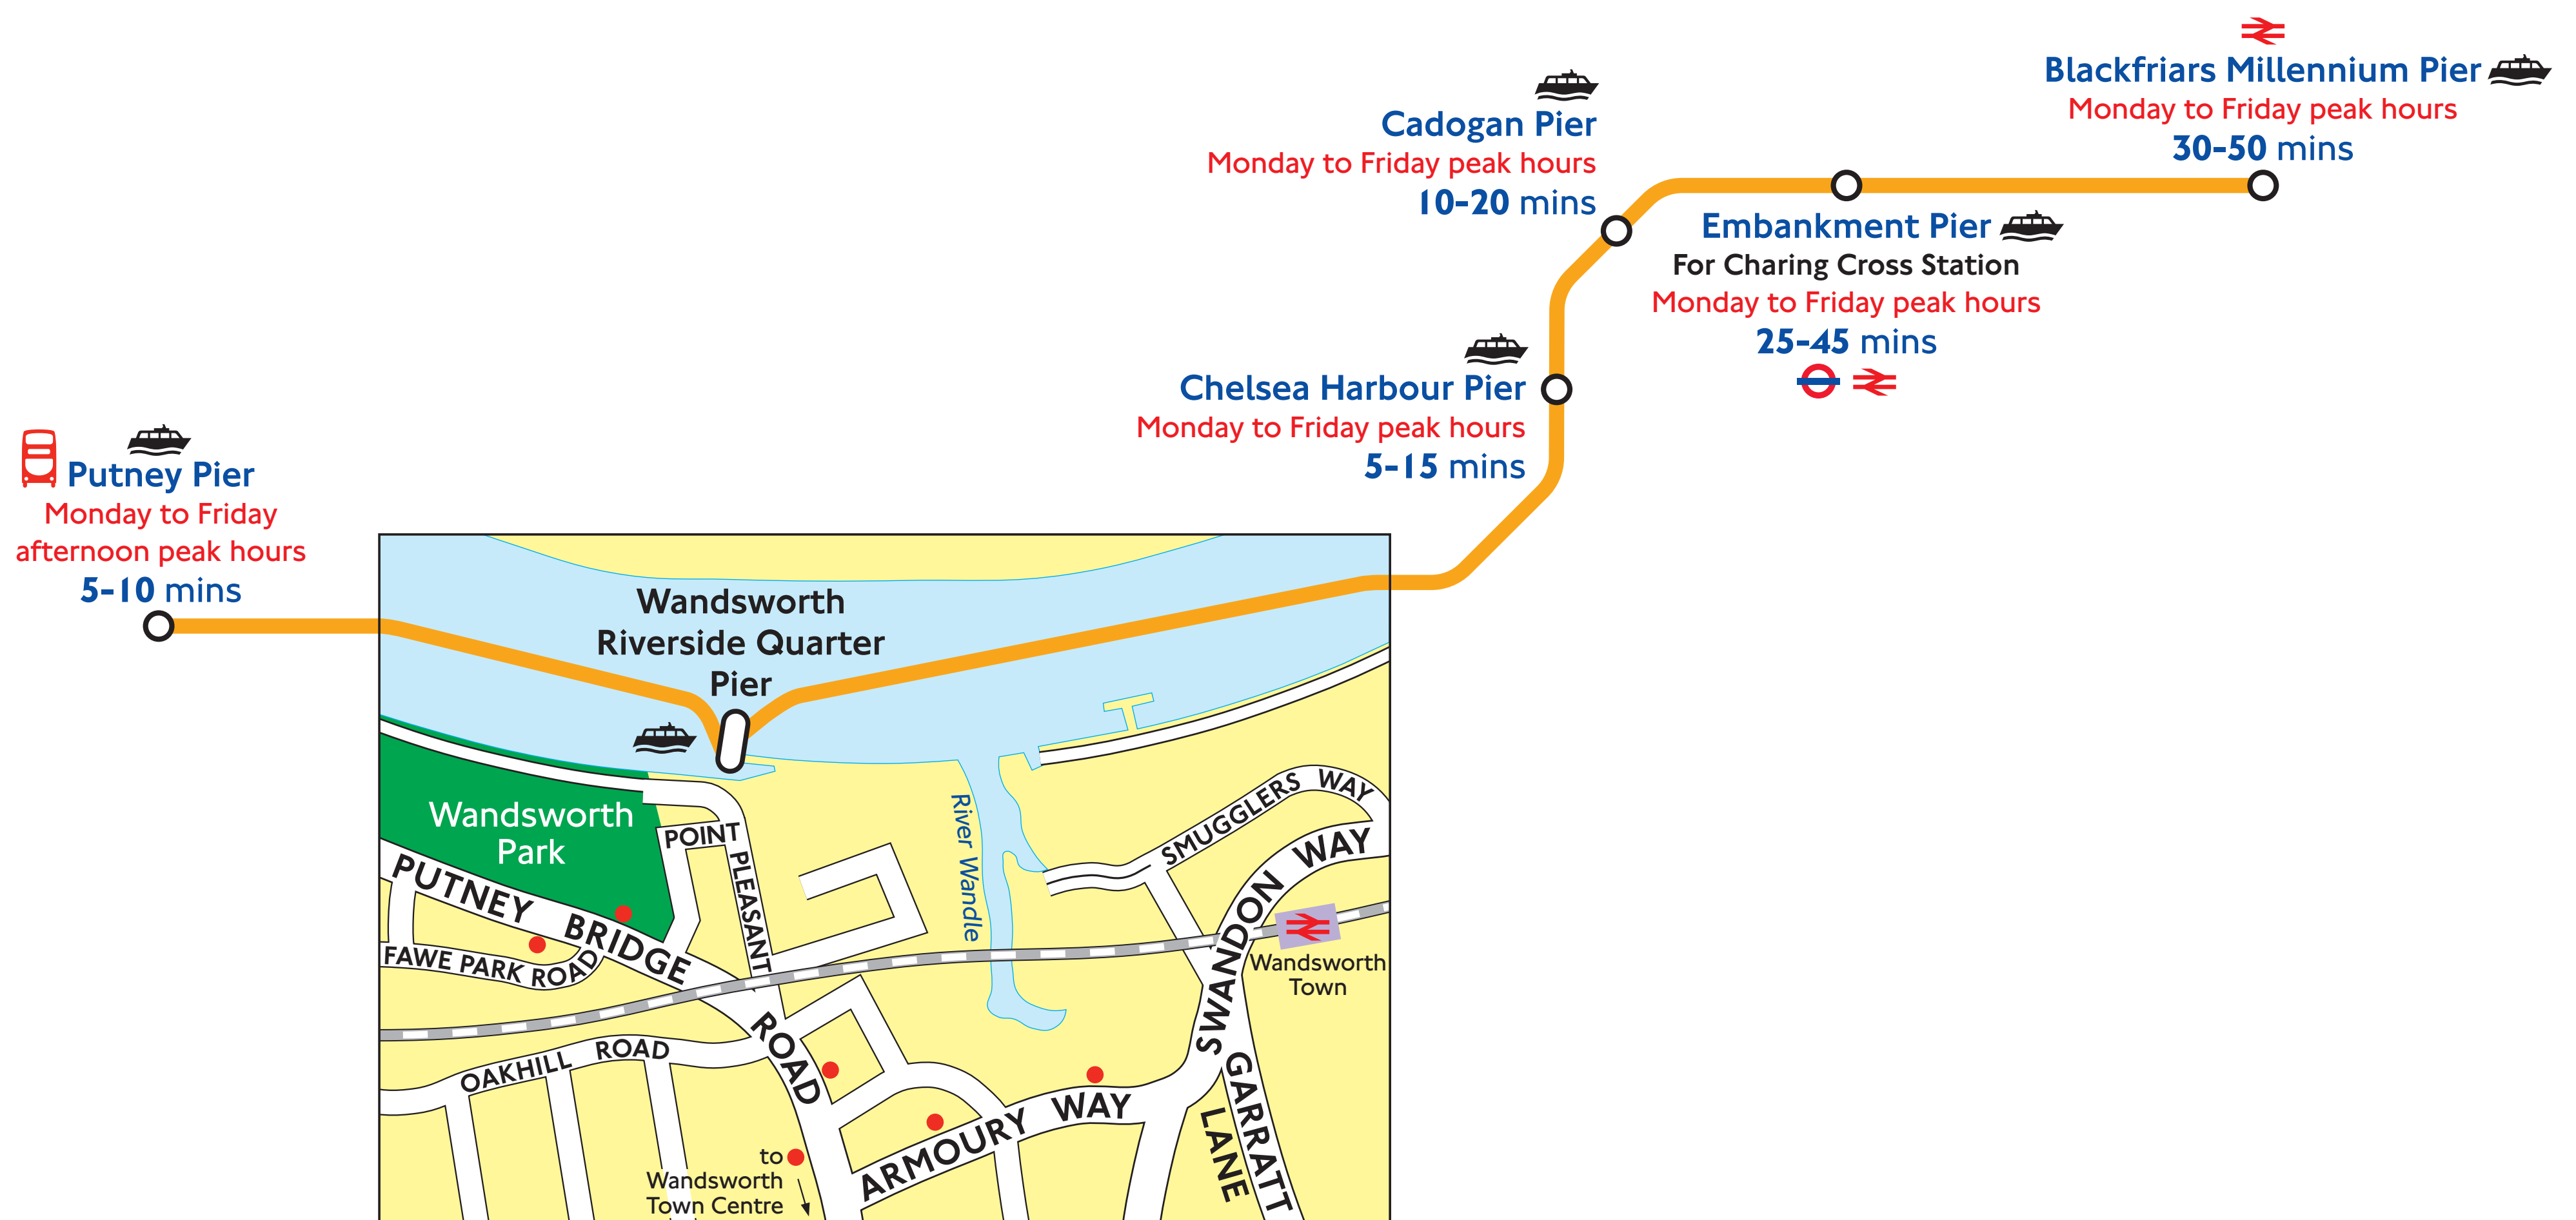 Blackfriars Millennium Pier
Monday to Friday peak hours
30-50 mins
Cadogan Pier
Monday to Friday peak hours
10-20 mins
Embankment Pier
For Charing Cross Station
Monday to Friday peak hours
25-45 mins
Chelsea Harbour Pier
Monday to Friday peak hours
5-15 mins
Putney Pier
Monday to Friday
afternoon peak hours
5-10 mins
Wandsworth
Riverside Quarter
Pier
Wandsworth
Park
POINT PLEASANT
River Wandle
SMUGGLERS WAY
SWANDON WAY
PUTNEY BRIDGE ROAD
FAWE PARK ROAD
Wandsworth
Town
OAKHILL ROAD
ARMOURY WAY
GARRATT
LANE
to
Wandsworth
Town Centre